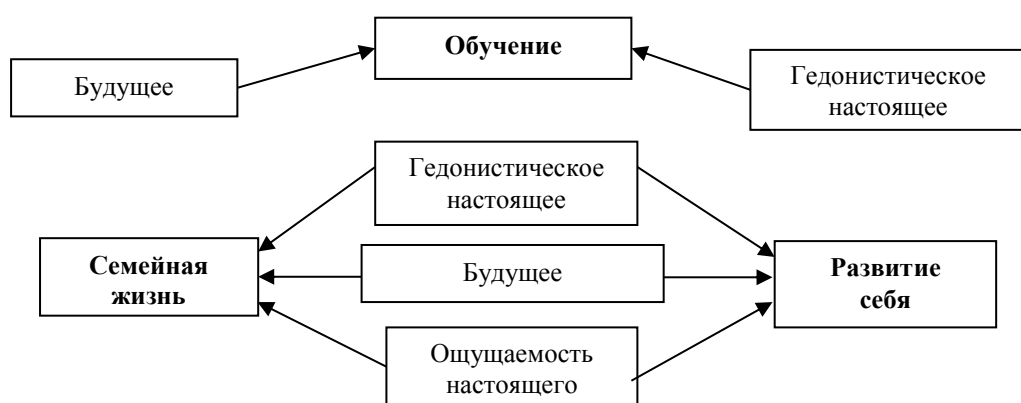 Обучение
Будущее
Гедонистическое
настоящее
Гедонистическое
настоящее
Семейная
жизнь
Будущее
Развитие
себя
Ощущаемость
настоящего